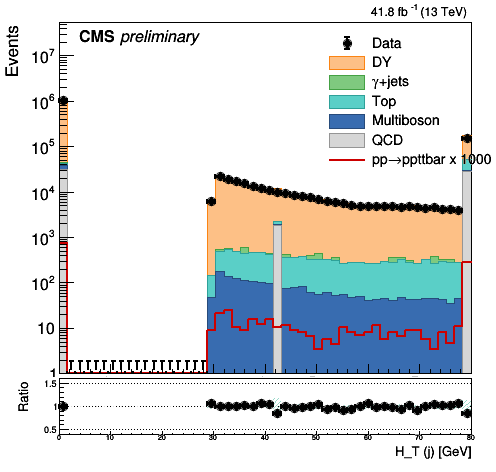 41.8 fb⁻¹ (13 TeV)
CMS preliminary
Events
10⁷
10⁶
10⁵
10⁴
10³
10²
10
1
Data
DY
γ+jets
Top
Multiboson
QCD
pp→ppttbar x 1000
Ratio
1.5
1
0.5
0 10 20 30 40 50 60 70 80
H_T (j) [GeV]